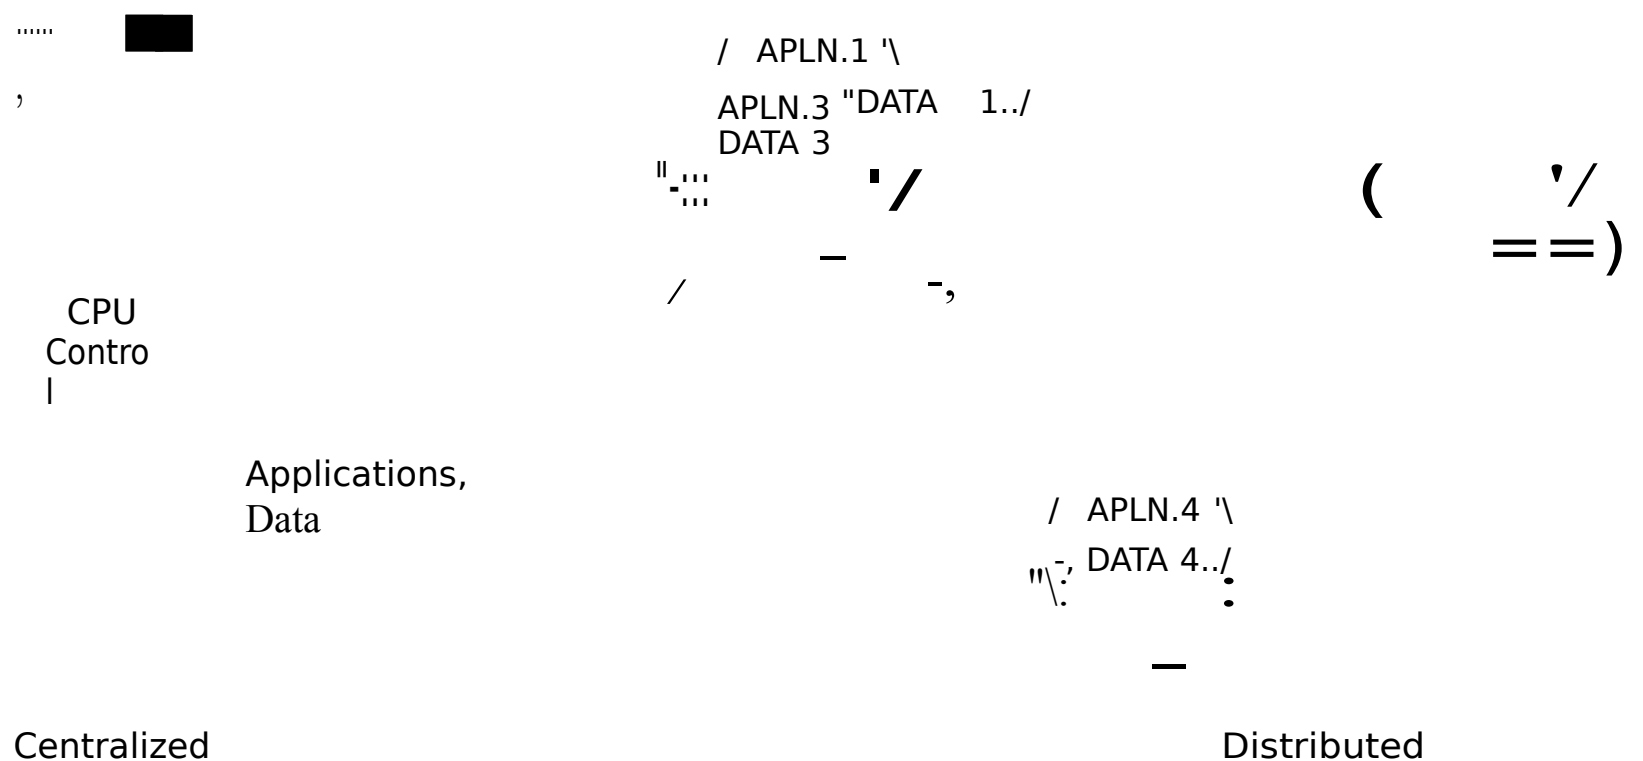 ''''''
,
/ APLN.1 '\
APLN.3 "DATA 1../
DATA 3
"-;;; '/ ( '/
==)
_
/ -,
CPU
Contro
l
Applications,
Data
/ APLN.4 '\
-, DATA 4../
"\: :
_
Centralized Distributed